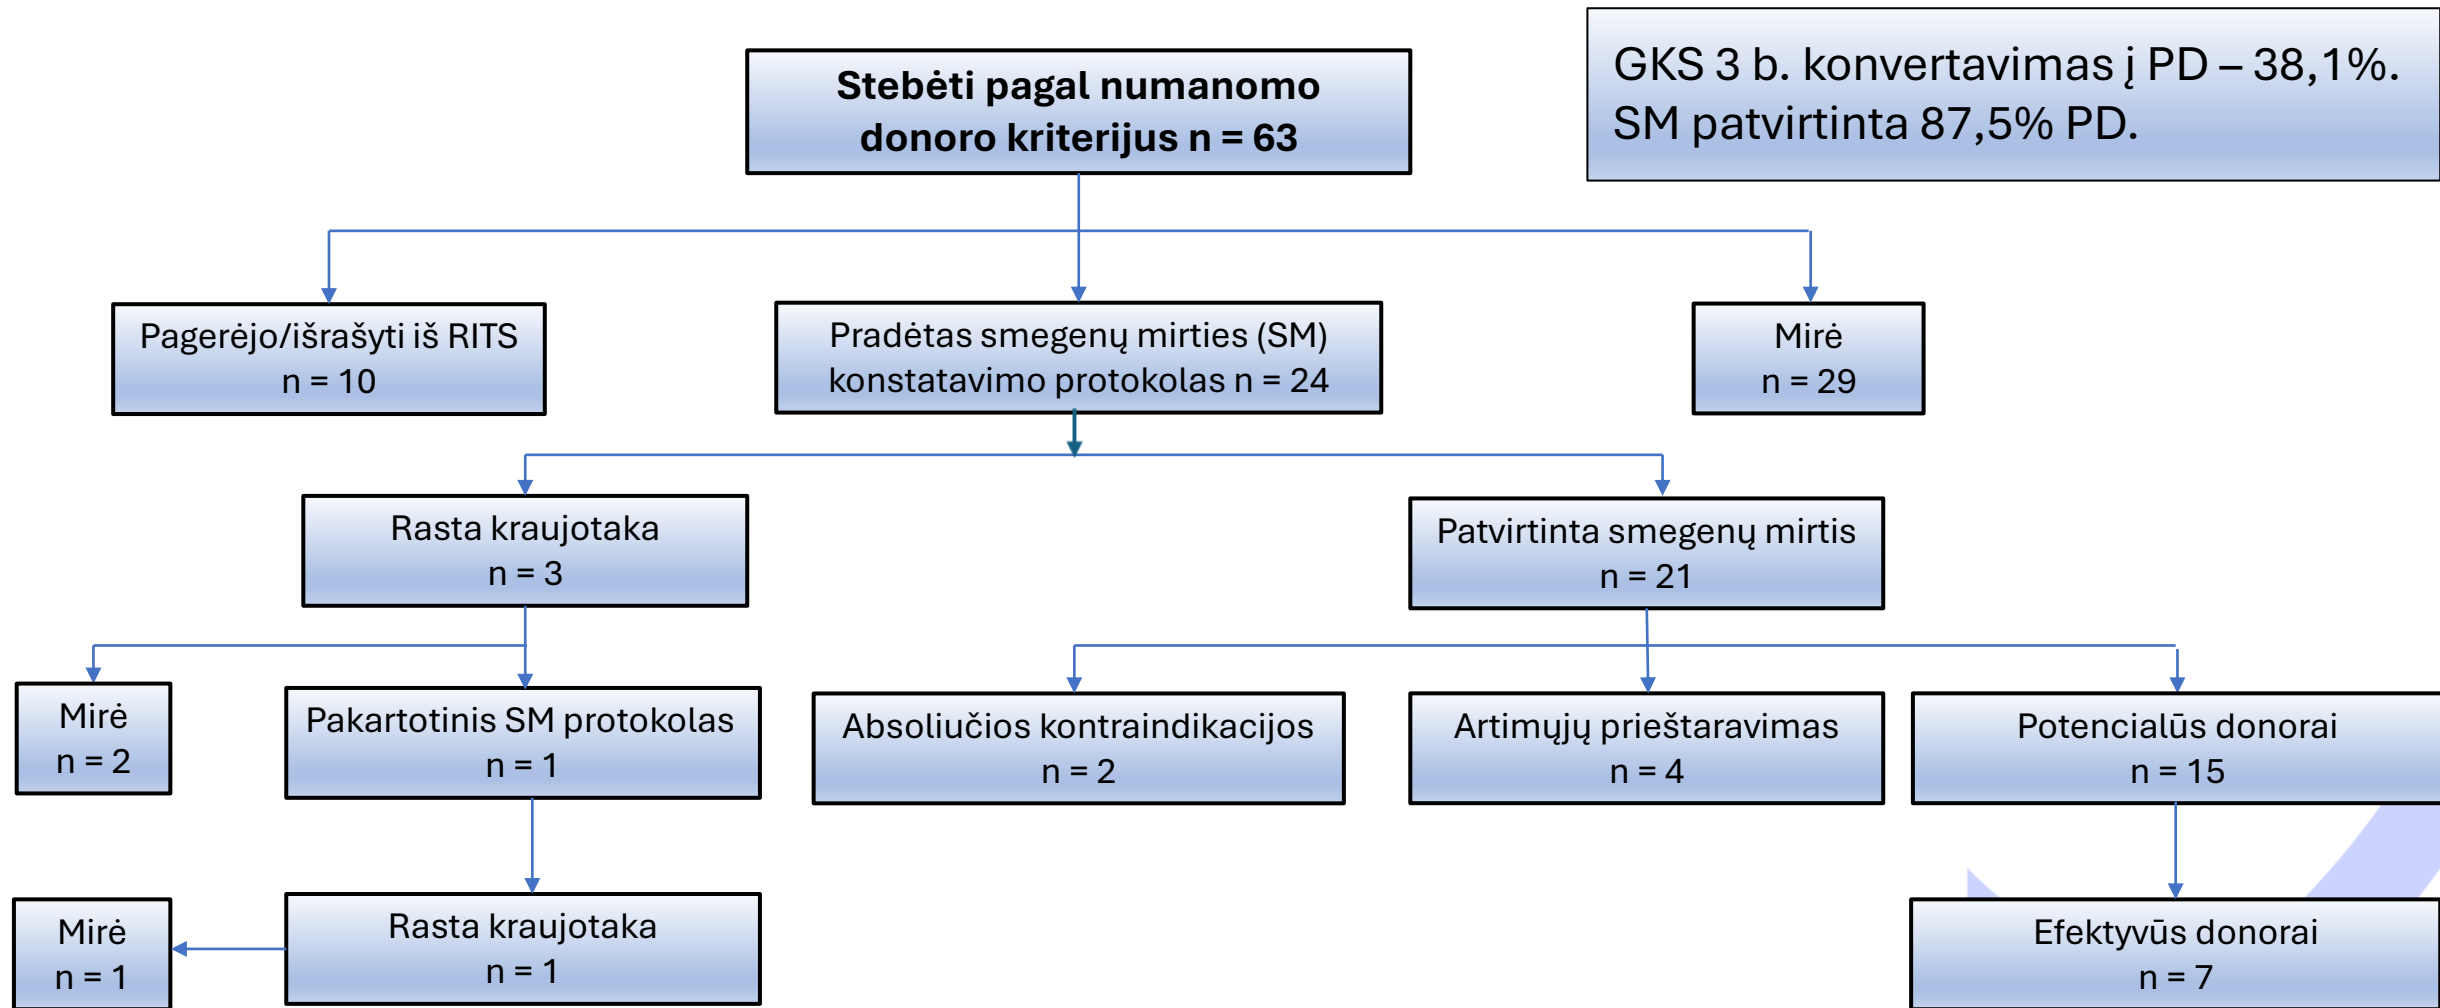 GKS 3 b. konvertavimas į PD – 38,1%.
SM patvirtinta 87,5% PD.
Stebėti pagal numanomo
donoro kriterijus n = 63
Pagerėjo/išrašyti iš RITS
n = 10
Pradėtas smegenų mirties (SM)
konstatavimo protokolas n = 24
Mirė
n = 29
Rasta kraujotaka
n = 3
Patvirtinta smegenų mirtis
n = 21
Mirė
n = 2
Pakartotinis SM protokolas
n = 1
Absoliučios kontraindikacijos
n = 2
Artimųjų prieštaravimas
n = 4
Potencialūs donorai
n = 15
Mirė
n = 1
Rasta kraujotaka
n = 1
Efektyvūs donorai
n = 7